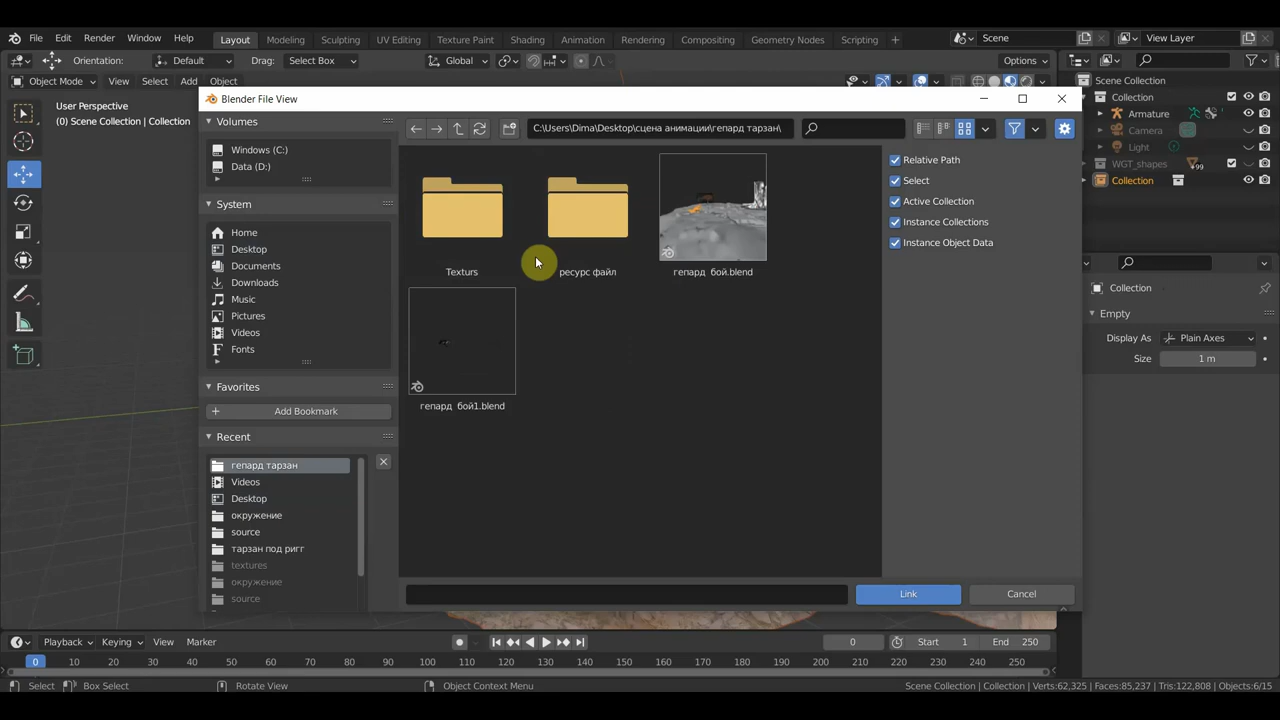 File Edit Render Window Help Layout Modeling Sculpting UV Editing Texture Paint Shading Animation Rendering Compositing Geometry Nodes Scripting + Scene View Layer
Orientation: Default Drag: Select Box Global Options
Object Mode View Select Add Object
User Perspective
(0) Scene Collection | Collection
Blender File View
Volumes
Windows (C:)
Data (D:)
System
Home
Desktop
Documents
Downloads
Music
Pictures
Videos
Fonts
Favorites
Add Bookmark
Recent
гепард тарзан
Videos
Desktop
окружение
source
тарзан под ригг
textures
окружение
source
C:\Users\Dima\Desktop\сцена анимации\гепард тарзан\
Texturs
ресурс файл
гепард бой.blend
гепард бой1.blend
Relative Path
Select
Active Collection
Instance Collections
Instance Object Data
Link Cancel
Scene Collection
Collection
Armature
Camera
Light
WGT_shapes 99
Collection
Collection
Empty
Display As Plain Axes
Size 1 m
Playback Keying View Marker 0 Start 1 End 250
0 10 20 30 40 50 60 70 80 90 100 110 120 130 140 150 160 170 180 190 200 210 220 230 240 250
Select Box Select Rotate View Object Context Menu Scene Collection | Collection | Verts:62,325 | Faces:85,237 | Tris:122,808 | Objects:6/15